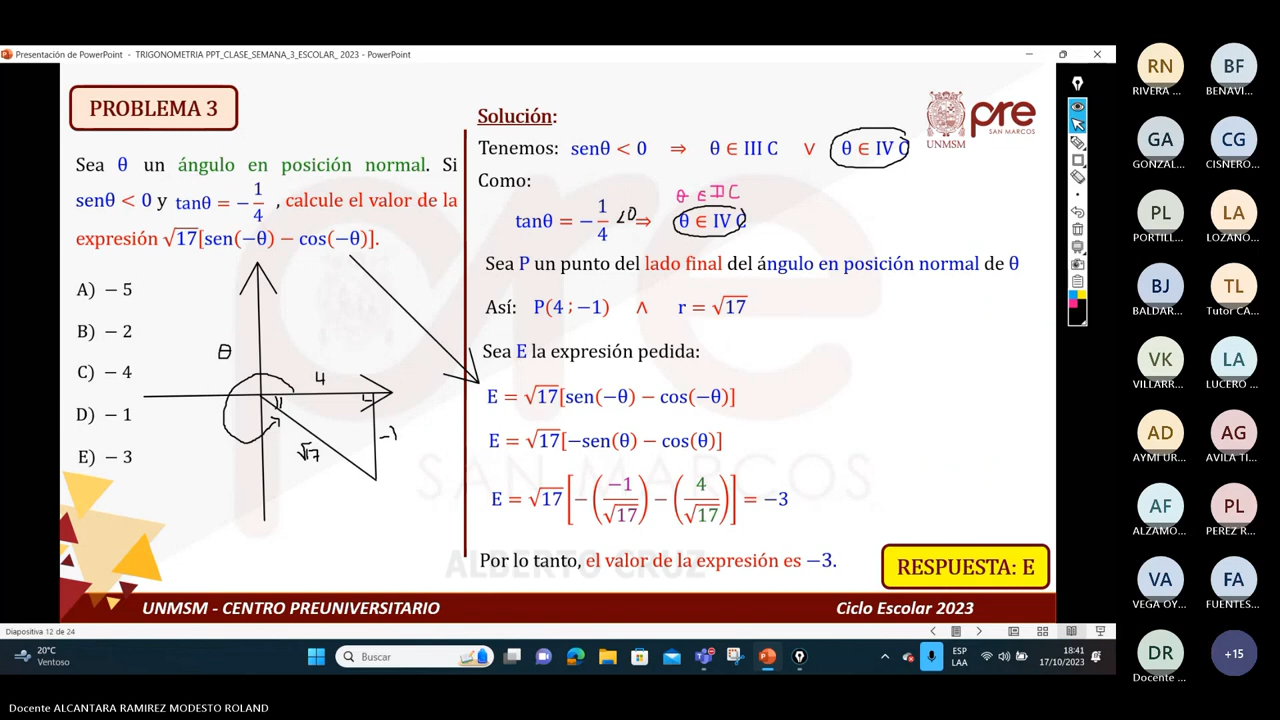 Presentación de PowerPoint - TRIGONOMETRIA PPT_CLASE_SEMANA_3_ESCOLAR_ 2023 - PowerPoint
PROBLEMA 3
Sea θ un ángulo en posición normal. Si
senθ < 0 y tanθ = −1/4 , calcule el valor de la
expresión √17[sen(−θ) − cos(−θ)].
A) − 5
B) − 2
C) − 4
D) − 1
E) − 3
θ
4
−1
√17
Solución:
pre
SAN MARCOS
UNMSM
Tenemos: senθ < 0 ⇒ θ ∈ III C ∨ θ ∈ IV C
Como:
θ ∈ II C
tanθ = −1/4 <0 ⇒ θ ∈ IV C
Sea P un punto del lado final del ángulo en posición normal de θ
Así: P(4 ; −1) ∧ r = √17
Sea E la expresión pedida:
E = √17[sen(−θ) − cos(−θ)]
E = √17[−sen(θ) − cos(θ)]
E = √17 [−(−1/√17) − (4/√17)] = −3
Por lo tanto, el valor de la expresión es −3.
RESPUESTA: E
pre
SAN MARCOS
ALBERTO CRUZ
UNMSM - CENTRO PREUNIVERSITARIO
Ciclo Escolar 2023
Diapositiva 12 de 24
20°C
Ventoso
Buscar
ESP
LAA
18:41
17/10/2023
RN
RIVERA ...
BF
BENAVI...
GA
GONZAL...
CG
CISNERO...
PL
PORTILL...
LA
LOZANO...
BJ
BALDAR...
TL
Tutor CA...
VK
VILLARR...
LA
LUCERO ...
AD
AYMI UR...
AG
AVILA TI...
AF
ALZAMO...
PL
PEREZ R...
VA
VEGA OY...
FA
FUENTES...
DR
Docente ...
+15
Docente ALCANTARA RAMIREZ MODESTO ROLAND